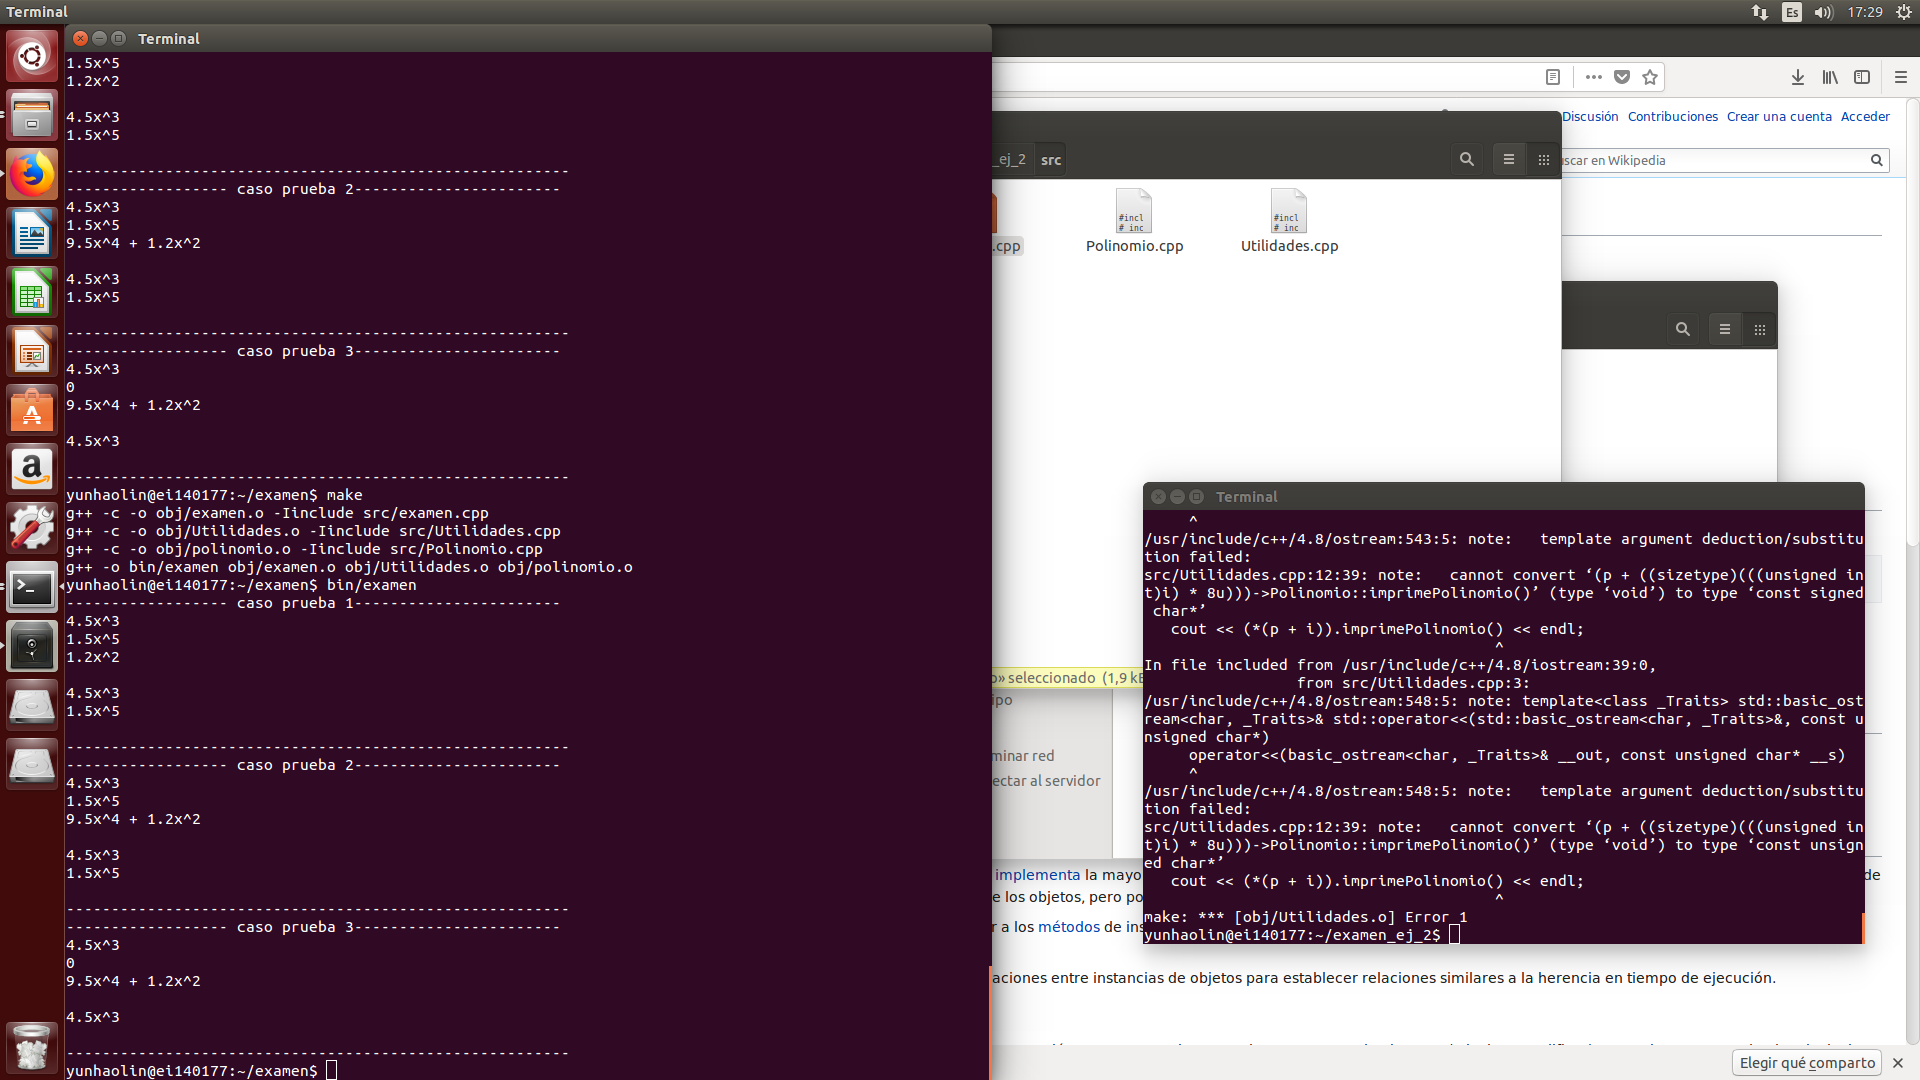 Terminal
Es
17:29
Terminal
1.5x^5
1.2x^2
4.5x^3
1.5x^5
--------------------------------------------------------
------------------ caso prueba 2-----------------------
4.5x^3
1.5x^5
9.5x^4 + 1.2x^2
4.5x^3
1.5x^5
--------------------------------------------------------
------------------ caso prueba 3-----------------------
4.5x^3
0
9.5x^4 + 1.2x^2
4.5x^3
--------------------------------------------------------
yunhaolin@ei140177:~/examen$ make
g++ -c -o obj/examen.o -Iinclude src/examen.cpp
g++ -c -o obj/Utilidades.o -Iinclude src/Utilidades.cpp
g++ -c -o obj/polinomio.o -Iinclude src/Polinomio.cpp
g++ -o bin/examen obj/examen.o obj/Utilidades.o obj/polinomio.o
yunhaolin@ei140177:~/examen$ bin/examen
------------------ caso prueba 1-----------------------
4.5x^3
1.5x^5
1.2x^2
4.5x^3
1.5x^5
--------------------------------------------------------
------------------ caso prueba 2-----------------------
4.5x^3
1.5x^5
9.5x^4 + 1.2x^2
4.5x^3
1.5x^5
--------------------------------------------------------
------------------ caso prueba 3-----------------------
4.5x^3
0
9.5x^4 + 1.2x^2
4.5x^3
--------------------------------------------------------
yunhaolin@ei140177:~/examen$
Discusión Contribuciones Crear una cuenta Acceder
scar en Wikipedia
_ej_2 src
#incl
# inc
#incl
# inc
.cpp Polinomio.cpp Utilidades.cpp
o» seleccionado (1,9 kE
ipo
minar red
ectar al servidor
Terminal
^
/usr/include/c++/4.8/ostream:543:5: note:   template argument deduction/substitu
tion failed:
src/Utilidades.cpp:12:39: note:   cannot convert ‘(p + ((sizetype)(((unsigned in
t)i) * 8u)))->Polinomio::imprimePolinomio()’ (type ‘void’) to type ‘const signed
 char*’
   cout << (*(p + i)).imprimePolinomio() << endl;
^
In file included from /usr/include/c++/4.8/iostream:39:0,
                 from src/Utilidades.cpp:3:
/usr/include/c++/4.8/ostream:548:5: note: template<class _Traits> std::basic_ost
ream<char, _Traits>& std::operator<<(std::basic_ostream<char, _Traits>&, const u
nsigned char*)
     operator<<(basic_ostream<char, _Traits>& __out, const unsigned char* __s)
     ^
/usr/include/c++/4.8/ostream:548:5: note:   template argument deduction/substitu
tion failed:
src/Utilidades.cpp:12:39: note:   cannot convert ‘(p + ((sizetype)(((unsigned in
t)i) * 8u)))->Polinomio::imprimePolinomio()’ (type ‘void’) to type ‘const unsign
ed char*’
   cout << (*(p + i)).imprimePolinomio() << endl;
^
make: *** [obj/Utilidades.o] Error 1
yunhaolin@ei140177:~/examen_ej_2$
implementa la mayo
de
e los objetos, pero po
r a los métodos de ins
aciones entre instancias de objetos para establecer relaciones similares a la herencia en tiempo de ejecución.
Elegir qué comparto